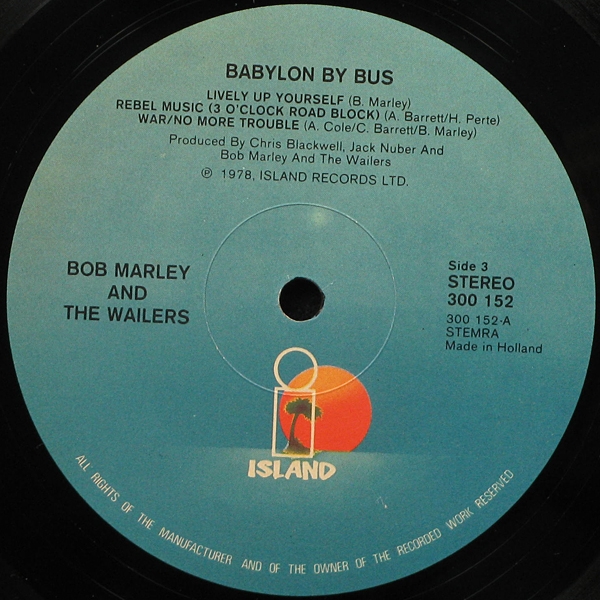 BABYLON BY BUS
LIVELY UP YOURSELF (B. Marley)
REBEL MUSIC (3 O'CLOCK ROAD BLOCK) (A. Barrett/H. Perte)
WAR/NO MORE TROUBLE (A. Cole/C. Barrett/B. Marley)
Produced By Chris Blackwell, Jack Nuber And
Bob Marley And The Wailers
℗ 1978, ISLAND RECORDS LTD.
BOB MARLEY
AND
THE WAILERS
Side 3
STEREO
300 152
300 152-A
STEMRA
Made in Holland
ISLAND
ALL RIGHTS OF THE MANUFACTURER AND OF THE OWNER OF THE RECORDED WORK RESERVED